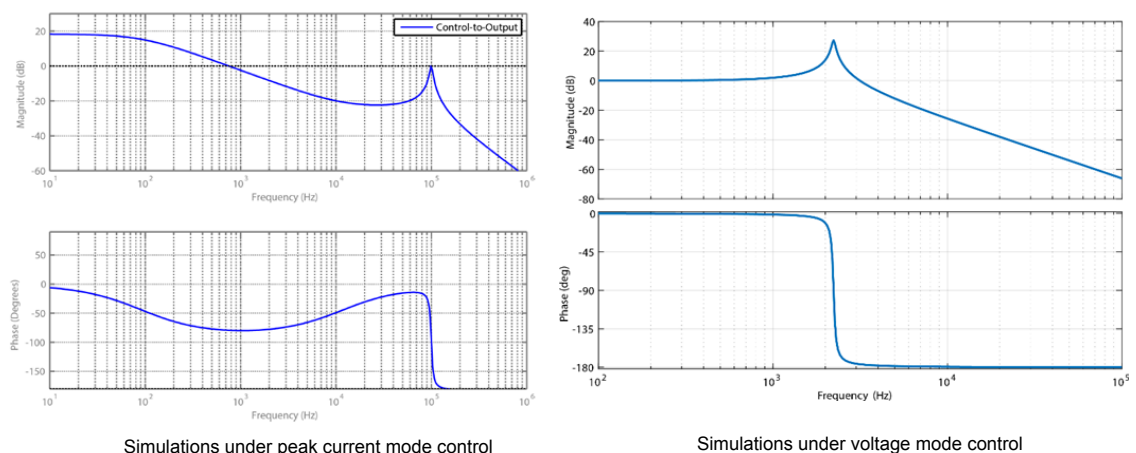 Control-to-Output
Magnitude (dB)
20
0
-20
-40
-60
10^1 10^2 10^3 10^4 10^5 10^6
Frequency (Hz)
Phase (Degrees)
50
0
-50
-100
-150
10^1 10^2 10^3 10^4 10^5 10^6
Frequency (Hz)
Simulations under peak current mode control
Magnitude (dB)
40
20
0
-20
-40
-60
-80
Phase (deg)
0
-45
-90
-135
-180
10^2 10^3 10^4 10^5
Frequency (Hz)
Simulations under voltage mode control